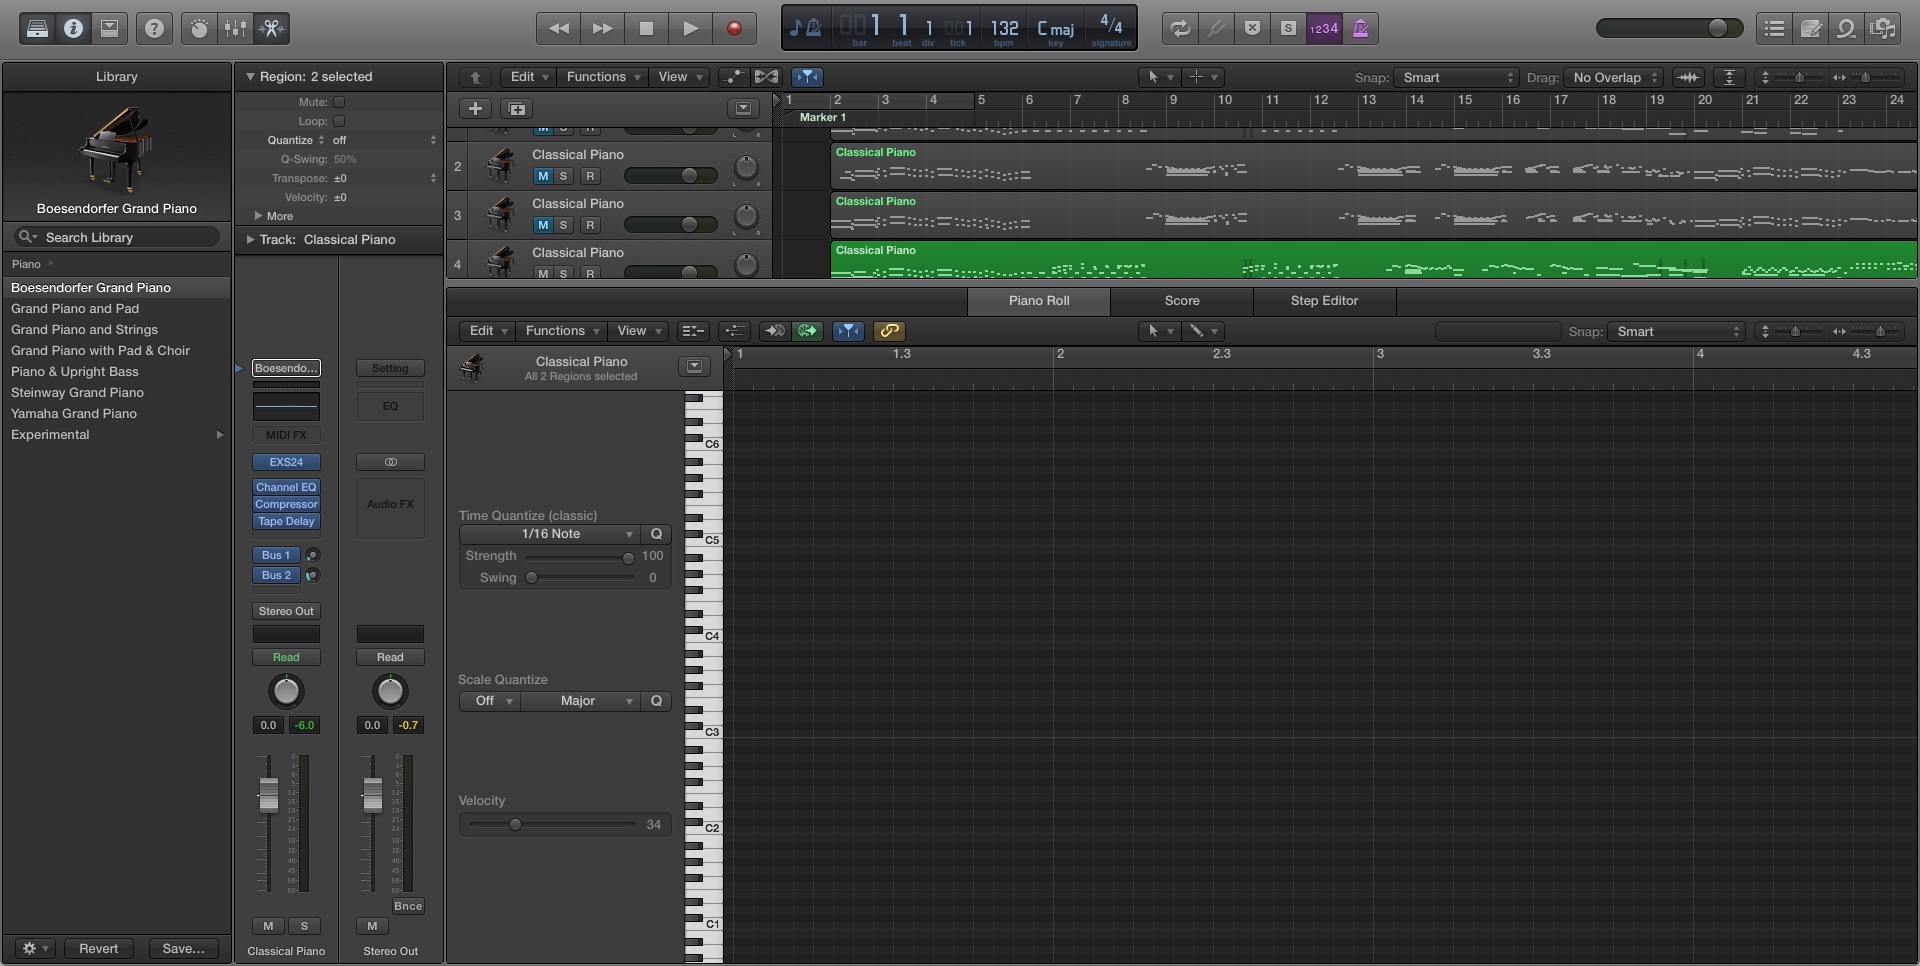 1234
001 1 1 001 132 C maj 4/4
bar beat div tick bpm key signature
Library
Region: 2 selected
Edit Functions View
Snap: Smart Drag: No Overlap
Mute:
Loop:
Quantize off
Q-Swing: 50%
Transpose: ±0
Velocity: ±0
More
Track: Classical Piano
Boesendorfer Grand Piano
Search Library
Piano
Boesendorfer Grand Piano
Grand Piano and Pad
Grand Piano and Strings
Grand Piano with Pad & Choir
Piano & Upright Bass
Steinway Grand Piano
Yamaha Grand Piano
Experimental
Revert Save...
Boesendo... Setting
EQ
MIDI FX
EXS24
Channel EQ
Compressor Audio FX
Tape Delay
Bus 1
Bus 2
Stereo Out
Read Read
0.0 -6.0 0.0 -0.7
Bnce
M S M
Classical Piano Stereo Out
1 2 3 4 5 6 7 8 9 10 11 12 13 14 15 16 17 18 19 20 21 22 23 24
Marker 1
M S R
L R
2 Classical Piano Classical Piano
M S R
L R
3 Classical Piano Classical Piano
M S R
L R
4 Classical Piano Classical Piano
M S R
Piano Roll Score Step Editor
Edit Functions View
Snap: Smart
Classical Piano
All 2 Regions selected
1 1.3 2 2.3 3 3.3 4 4.3
Time Quantize (classic)
1/16 Note Q
Strength 100
Swing 0
Scale Quantize
Off Major Q
Velocity
34
C6
C5
C4
C3
C2
C1